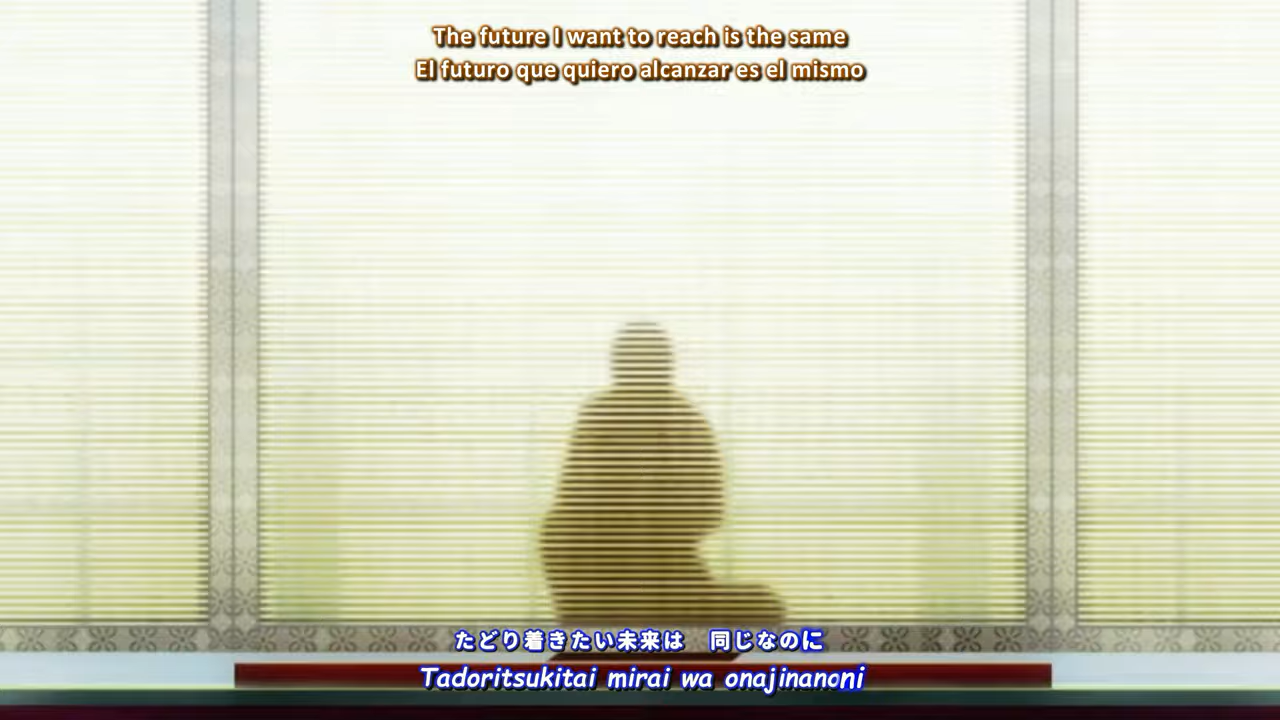 The future I want to reach is the same
El futuro que quiero alcanzar es el mismo
たどり着きたい未来は　同じなのに
Tadoritsukitai mirai wa onajinanoni